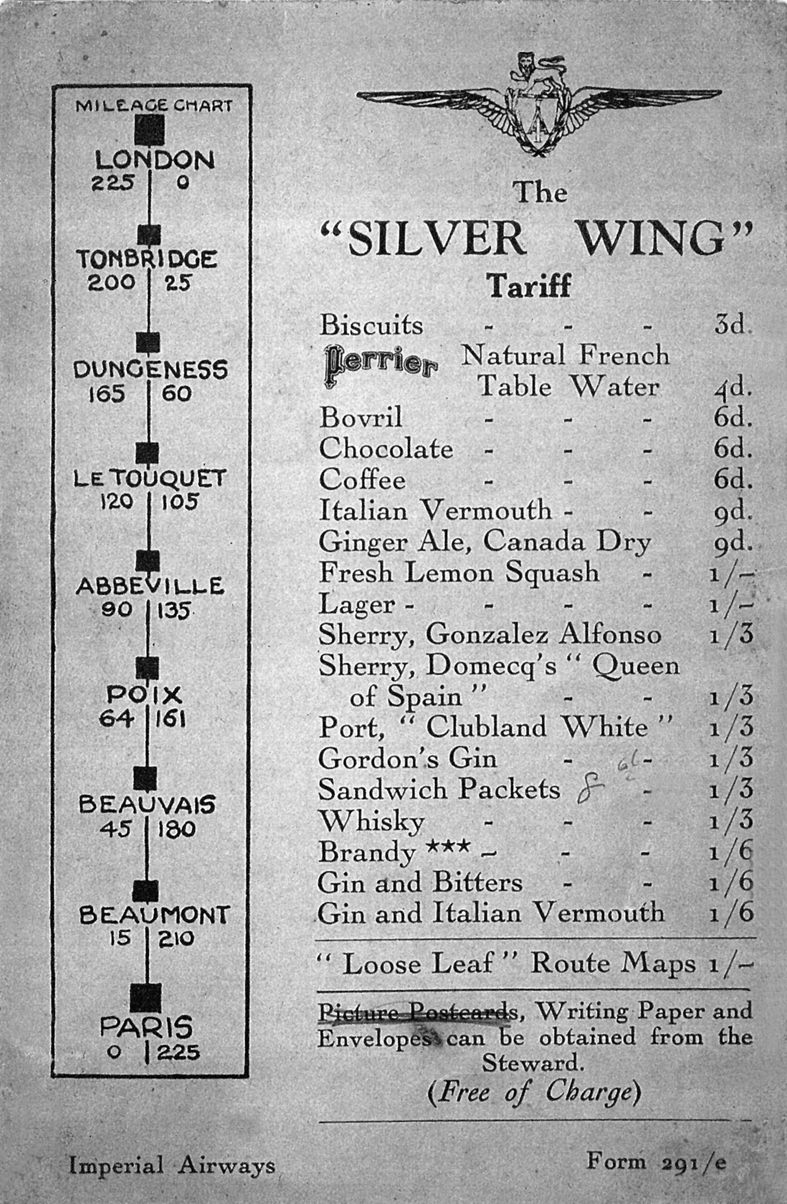 MILEAGE CHART
LONDON
225 0
TONBRIDGE
200 25
DUNGENESS
165 60
LE TOUQUET
120 105
ABBEVILLE
90 135
POIX
64 161
BEAUVAIS
45 180
BEAUMONT
15 210
PARIS
0 225
The
"SILVER WING"
Tariff
Biscuits - - - 3d.
Perrier Natural French
Table Water 4d.
Bovril - - - 6d.
Chocolate - - - 6d.
Coffee - - - 6d.
Italian Vermouth - - 9d.
Ginger Ale, Canada Dry 9d.
Fresh Lemon Squash - 1/-
Lager - - - - 1/-
Sherry, Gonzalez Alfonso 1/3
Sherry, Domecq's " Queen
of Spain " - - 1/3
Port, " Clubland White " 1/3
Gordon's Gin - - 1/3
Sandwich Packets - 1/3
Whisky - - - 1/3
Brandy *** - - - 1/6
Gin and Bitters - - 1/6
Gin and Italian Vermouth 1/6
" Loose Leaf " Route Maps 1/-
Picture Postcards, Writing Paper and
Envelopes can be obtained from the
Steward.
(Free of Charge)
Imperial Airways
Form 291/e